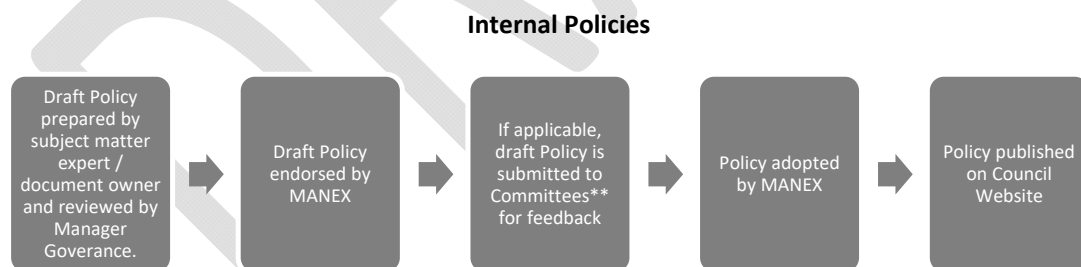 Internal Policies
Draft Policy
prepared by
subject matter
expert /
document owner
and reviewed by
Manager
Goverance.
Draft Policy
endorsed by
MANEX
If applicable,
draft Policy is
submitted to
Committees**
for feedback
Policy adopted
by MANEX
Policy published
on Council
Website